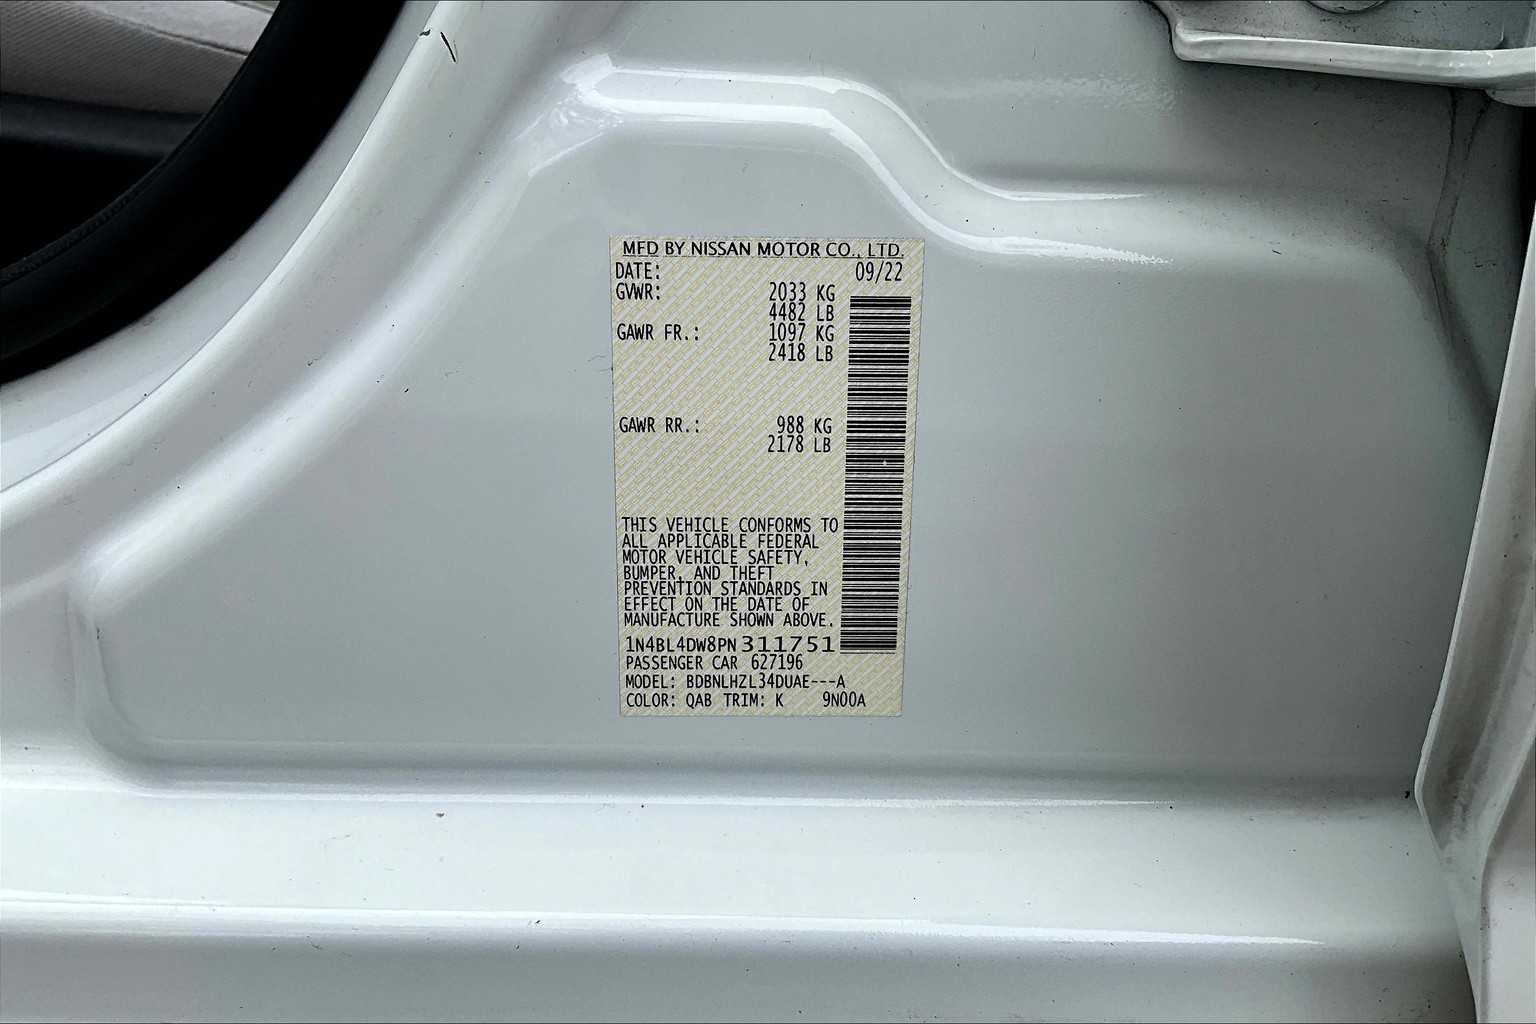 MFD BY NISSAN MOTOR CO., LTD.
DATE: 09/22
GVWR: 2033 KG
4482 LB
GAWR FR.: 1097 KG
2418 LB
GAWR RR.: 988 KG
2178 LB
THIS VEHICLE CONFORMS TO
ALL APPLICABLE FEDERAL
MOTOR VEHICLE SAFETY,
BUMPER, AND THEFT
PREVENTION STANDARDS IN
EFFECT ON THE DATE OF
MANUFACTURE SHOWN ABOVE.
1N4BL4DW8PN311751
PASSENGER CAR 627196
MODEL: BDBNLHZL34DUAE---A
COLOR: QAB TRIM: K 9N00A